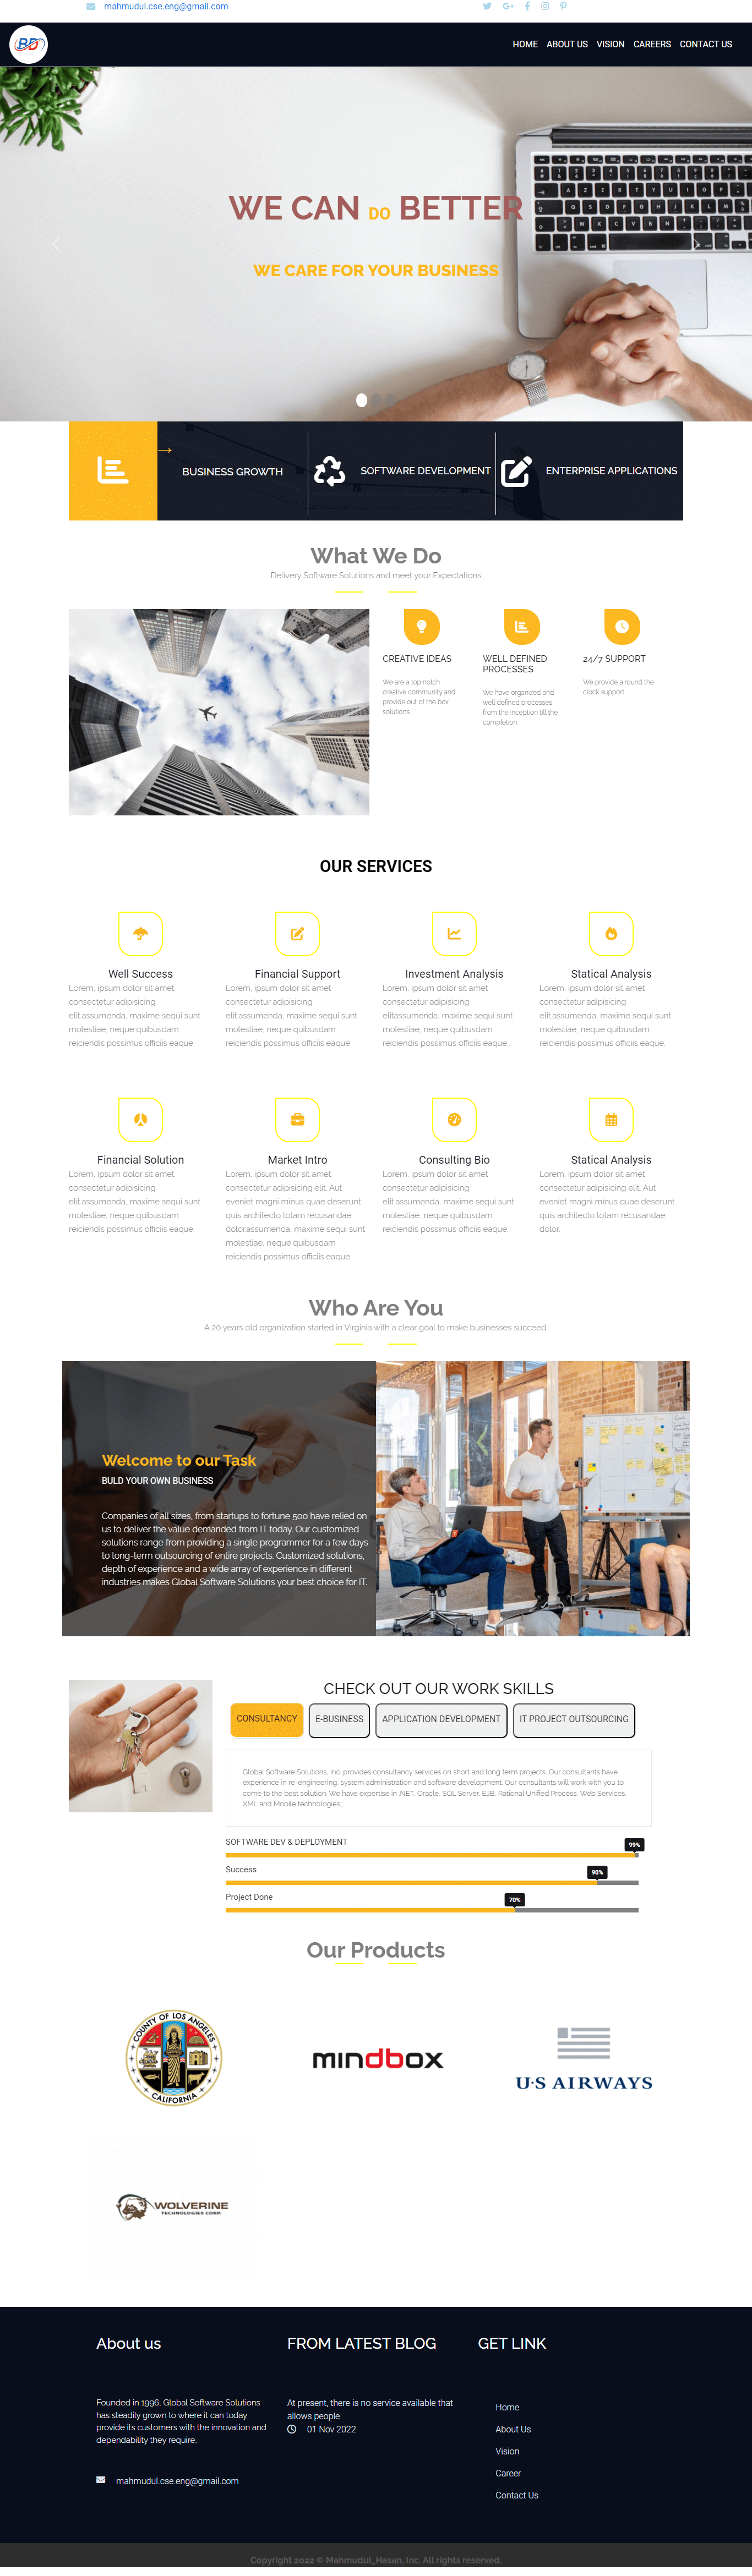 mahmudul.cse.eng@gmail.com
BD
HOME ABOUT US VISION CAREERS CONTACT US
WE CAN DO BETTER
WE CARE FOR YOUR BUSINESS
BUSINESS GROWTH
SOFTWARE DEVELOPMENT
ENTERPRISE APPLICATIONS
What We Do
Delivery Software Solutions and meet your Expectations
CREATIVE IDEAS
We are a top notch
creative community and
provide out of the box
solutions.
WELL DEFINED
PROCESSES
We have organized and
well defined processes
from the inception till the
completion.
24/7 SUPPORT
We provide a round the
clock support.
OUR SERVICES
Well Success
Lorem, ipsum dolor sit amet
consectetur adipisicing
elit.assumenda, maxime sequi sunt
molestiae, neque quibusdam
reiciendis possimus officiis eaque.
Financial Support
Lorem, ipsum dolor sit amet
consectetur adipisicing
elit.assumenda, maxime sequi sunt
molestiae, neque quibusdam
reiciendis possimus officiis eaque.
Investment Analysis
Lorem, ipsum dolor sit amet
consectetur adipisicing
elitassumenda, maxime sequi sunt
molestiae, neque quibusdam
reiciendis possimus officiis eaque,
Statical Analysis
Lorem, ipsum dolor sit amet
consectetur adipisicing
elit.assumenda, maxime sequi sunt
molestiae, neque quibusdam
reiciendis possimus officiis eaque.
Financial Solution
Lorem, ipsum dolor sit amet
consectetur adipisicing
elit.assumenda, maxime sequi sunt
molestiae, neque quibusdam
reiciendis possimus officiis eaque.
Market Intro
Lorem, ipsum dolor sit amet
consectetur adipisicing elit. Aut
eveniet magni minus quae deserunt
quis architecto totam recusandae
dolor.assumenda, maxime sequi sunt
molestiae, neque quibusdam
reiciendis possimus officiis eaque.
Consulting Bio
Lorem, ipsum dolor sit amet
consectetur adipisicing
elit.assumenda, maxime sequi sunt
molestiae, neque quibusdam
reiciendis possimus officiis eaque.
Statical Analysis
Lorem, ipsum dolor sit amet
consectetur adipisicing elit. Aut
eveniet magni minus quae deserunt
quis architecto totam recusandae
dolor,
Who Are You
A 20 years old organization started in Virginia with a clear goal to make businesses succeed.
Welcome to our Task
BULD YOUR OWN BUSINESS
Companies of all sizes, from startups to fortune 500 have relied on
us to deliver the value demanded from IT today. Our customized
solutions range from providing a single programmer for a few days
to long-term outsourcing of entire projects. Customized solutions,
depth of experience and a wide array of experience in different
industries makes Global Software Solutions your best choice for IT.
CHECK OUT OUR WORK SKILLS
CONSULTANCY
E-BUSINESS
APPLICATION DEVELOPMENT
IT PROJECT OUTSOURCING
Global Software Solutions, Inc. provides consultancy services on short and long term projects. Our consultants have
experience in re-engineering, system administration and software development. Our consultants will work with you to
come to the best solution. We have expertise in .NET, Oracle, SQL Server, EJB, Rational Unified Process, Web Services,
XML and Mobile technologies..
SOFTWARE DEV & DEPLOYMENT
99%
Success
90%
Project Done
70%
Our Products
COUNTY OF LOS ANGELES
CALIFORNIA
mindbox
U·S AIRWAYS
WOLVERINE
TECHNOLOGIES CORP.
About us
Founded in 1996, Global Software Solutions
has steadily grown to where it can today
provide its customers with the innovation and
dependability they require,
mahmudul.cse.eng@gmail.com
FROM LATEST BLOG
At present, there is no service available that
allows people
01 Nov 2022
GET LINK
Home
About Us
Vision
Career
Contact Us
Copyright 2022 © Mahmudul_Hasan, Inc. All rights reserved.